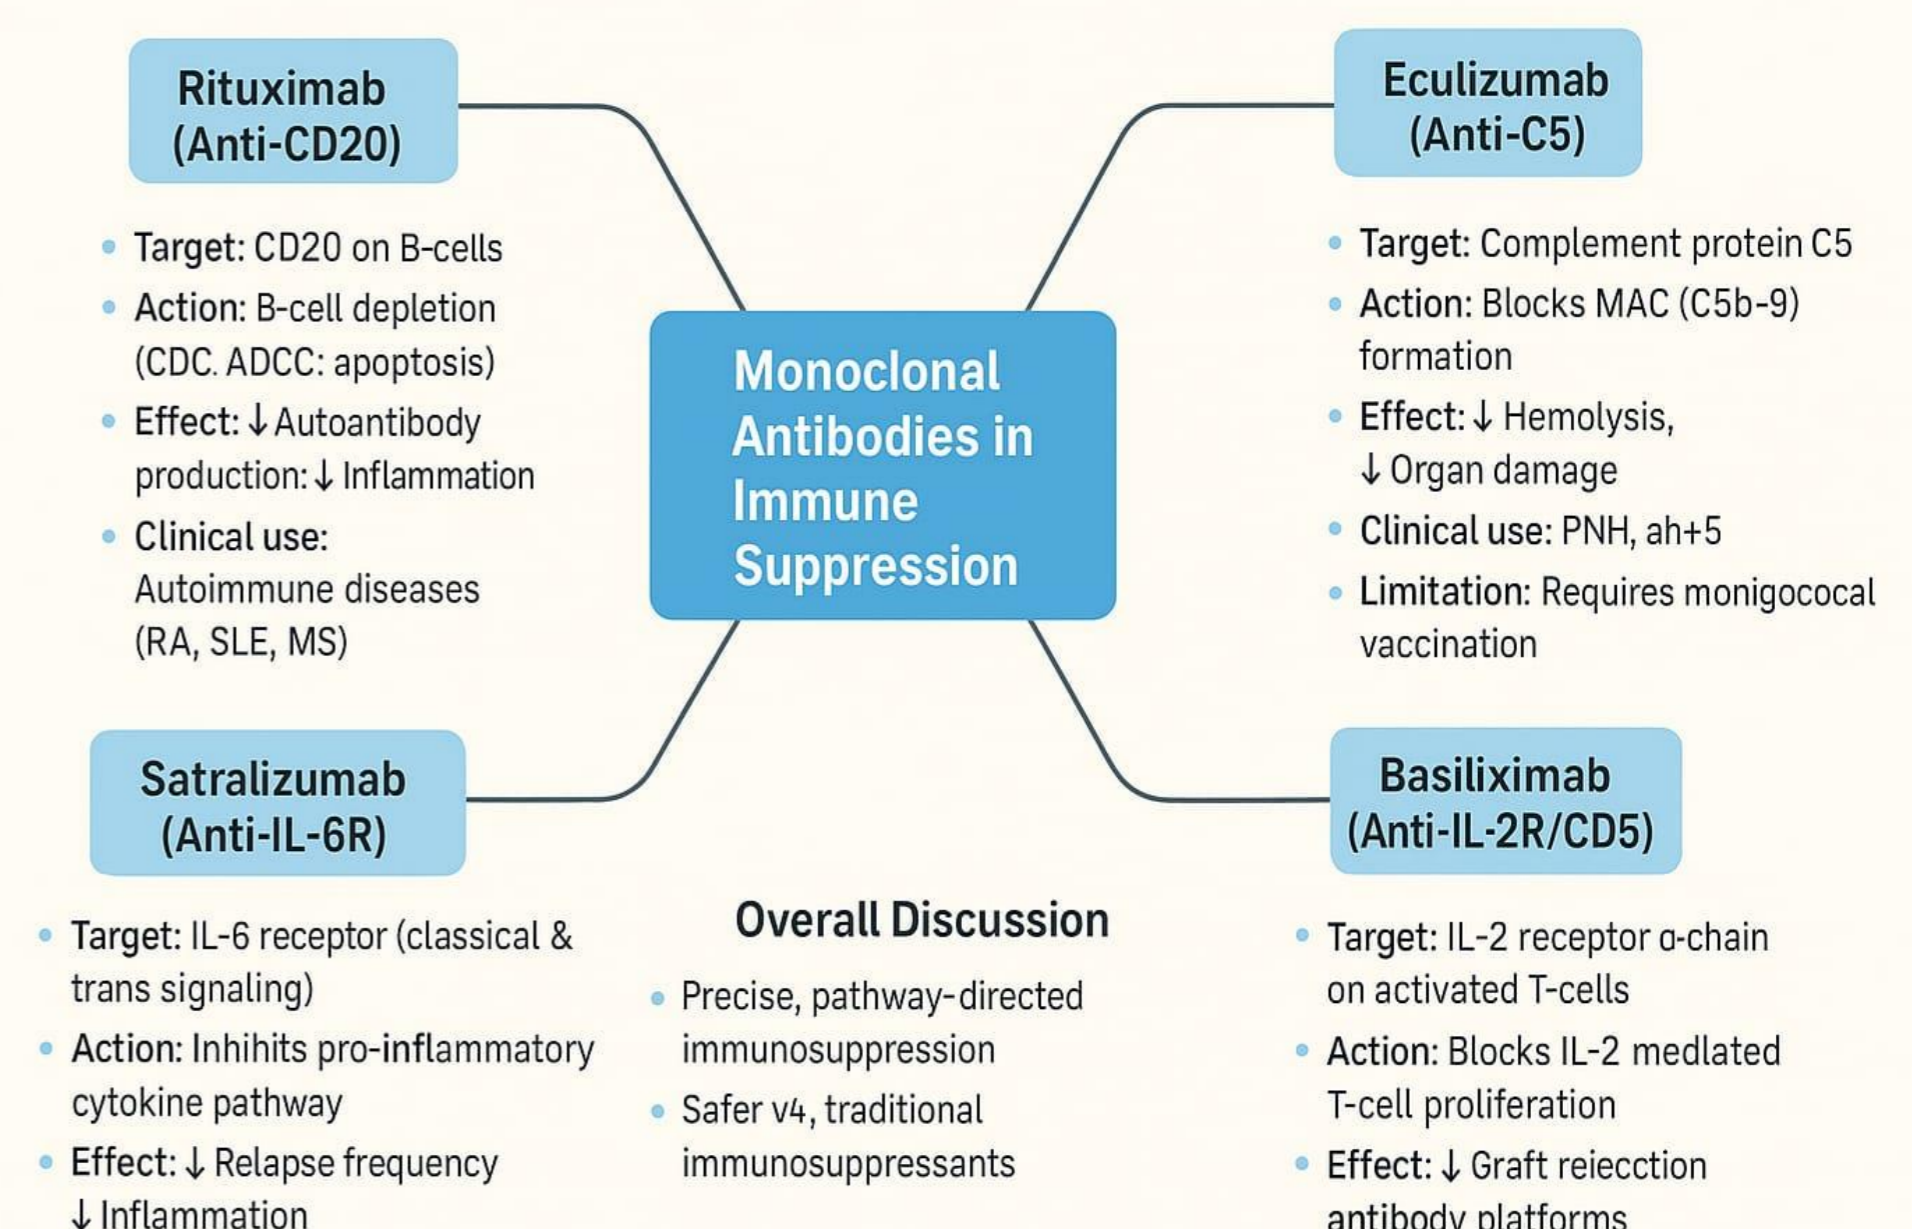 Rituximab
(Anti-CD20)
Target: CD20 on B-cells
Action: B-cell depletion
(CDC. ADCC: apoptosis)
Effect: ↓ Autoantibody
production: ↓ Inflammation
Clinical use:
Autoimmune diseases
(RA, SLE, MS)
Eculizumab
(Anti-C5)
Target: Complement protein C5
Action: Blocks MAC (C5b-9)
formation
Effect: ↓ Hemolysis,
↓ Organ damage
Clinical use: PNH, ah+5
Limitation: Requires monigococal
vaccination
Monoclonal
Antibodies in
Immune
Suppression
Satralizumab
(Anti-IL-6R)
Target: IL-6 receptor (classical &
trans signaling)
Action: Inhihits pro-inflammatory
cytokine pathway
Effect: ↓ Relapse frequency
↓ Inflammation
Overall Discussion
Precise, pathway-directed
immunosuppression
Safer v4, traditional
immunosuppressants
Basiliximab
(Anti-IL-2R/CD5)
Target: IL-2 receptor α-chain
on activated T-cells
Action: Blocks IL-2 medlated
T-cell proliferation
Effect: ↓ Graft reiecction
antibody platforms